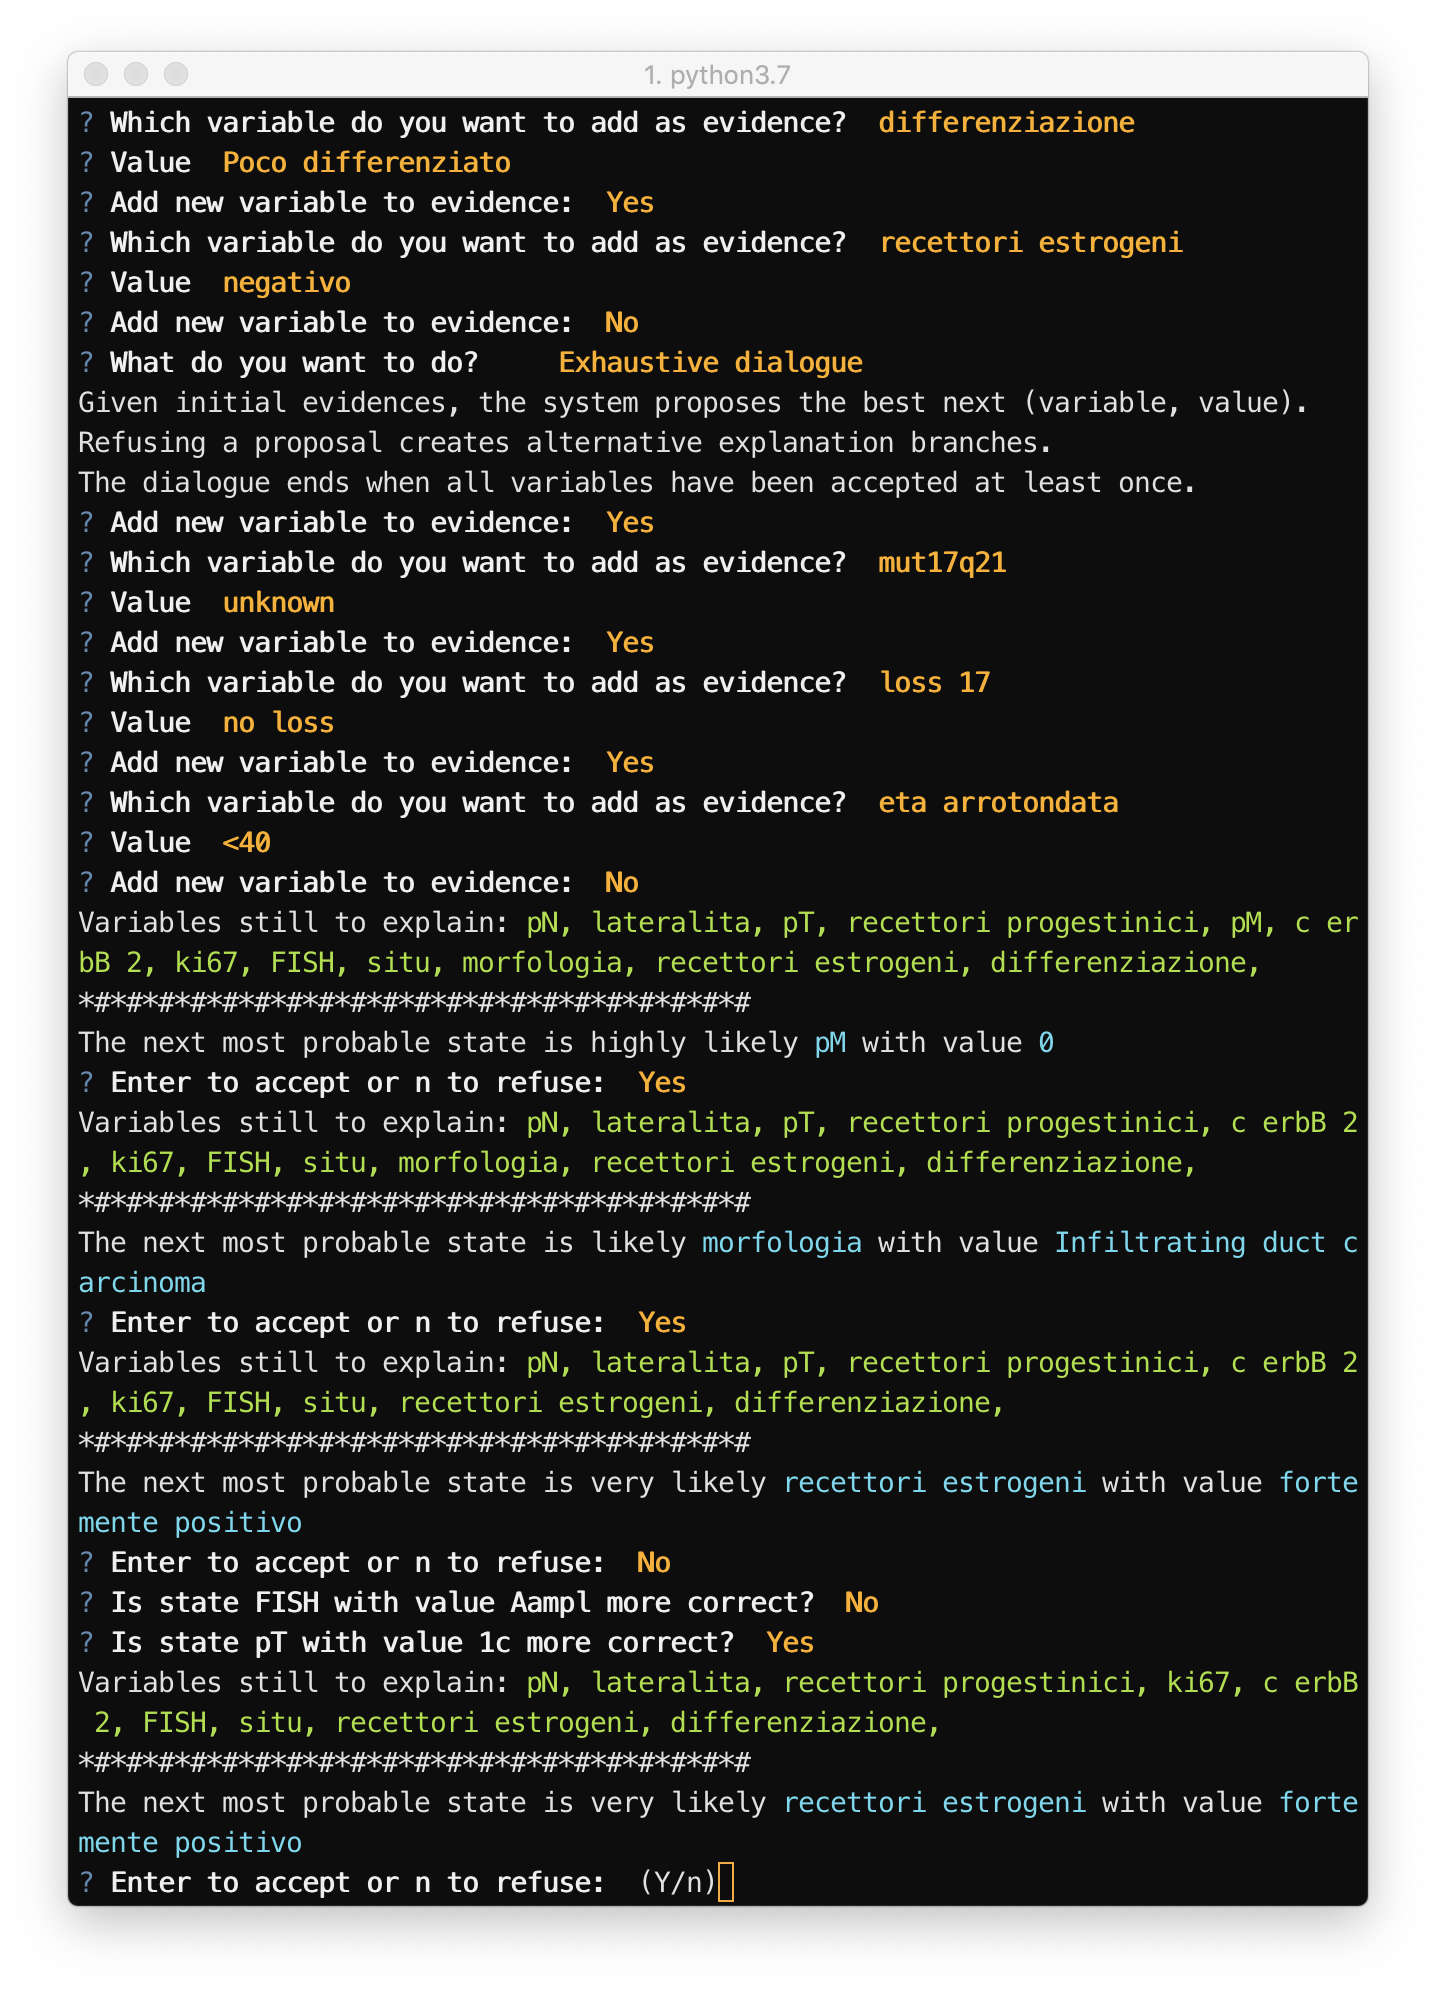 1. python3.7
? Which variable do you want to add as evidence?  differenziazione
? Value  Poco differenziato
? Add new variable to evidence:  Yes
? Which variable do you want to add as evidence?  recettori estrogeni
? Value  negativo
? Add new variable to evidence:  No
? What do you want to do?     Exhaustive dialogue
Given initial evidences, the system proposes the best next (variable, value).
Refusing a proposal creates alternative explanation branches.
The dialogue ends when all variables have been accepted at least once.
? Add new variable to evidence:  Yes
? Which variable do you want to add as evidence?  mut17q21
? Value  unknown
? Add new variable to evidence:  Yes
? Which variable do you want to add as evidence?  loss 17
? Value  no loss
? Add new variable to evidence:  Yes
? Which variable do you want to add as evidence?  eta arrotondata
? Value  <40
? Add new variable to evidence:  No
Variables still to explain: pN, lateralita, pT, recettori progestinici, pM, c er
bB 2, ki67, FISH, situ, morfologia, recettori estrogeni, differenziazione,
*#*#*#*#*#*#*#*#*#*#*#*#*#*#*#*#*#*#*#*#*#
The next most probable state is highly likely pM with value 0
? Enter to accept or n to refuse:  Yes
Variables still to explain: pN, lateralita, pT, recettori progestinici, c erbB 2
, ki67, FISH, situ, morfologia, recettori estrogeni, differenziazione,
*#*#*#*#*#*#*#*#*#*#*#*#*#*#*#*#*#*#*#*#*#
The next most probable state is likely morfologia with value Infiltrating duct c
arcinoma
? Enter to accept or n to refuse:  Yes
Variables still to explain: pN, lateralita, pT, recettori progestinici, c erbB 2
, ki67, FISH, situ, recettori estrogeni, differenziazione,
*#*#*#*#*#*#*#*#*#*#*#*#*#*#*#*#*#*#*#*#*#
The next most probable state is very likely recettori estrogeni with value forte
mente positivo
? Enter to accept or n to refuse:  No
? Is state FISH with value Aampl more correct?  No
? Is state pT with value 1c more correct?  Yes
Variables still to explain: pN, lateralita, recettori progestinici, ki67, c erbB
 2, FISH, situ, recettori estrogeni, differenziazione,
*#*#*#*#*#*#*#*#*#*#*#*#*#*#*#*#*#*#*#*#*#
The next most probable state is very likely recettori estrogeni with value forte
mente positivo
? Enter to accept or n to refuse:  (Y/n)